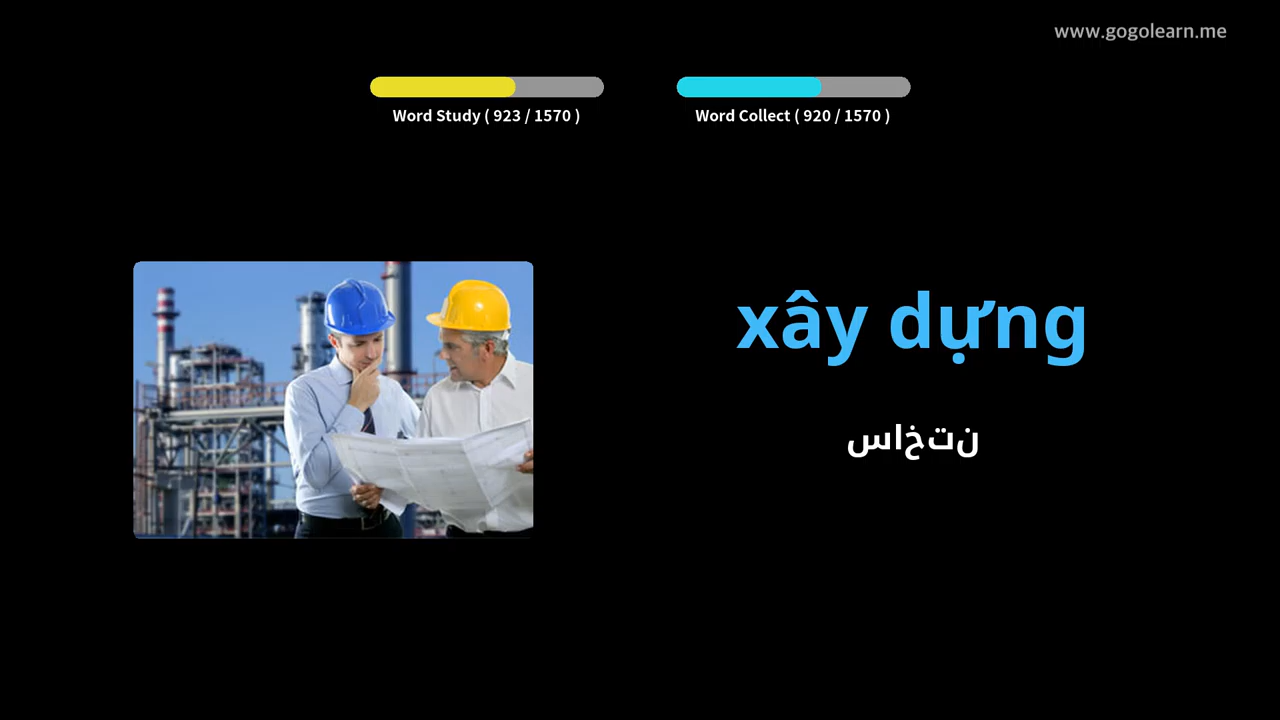 www.gogolearn.me
Word Study ( 923 / 1570 )
Word Collect ( 920 / 1570 )
xây dựng
ساختن